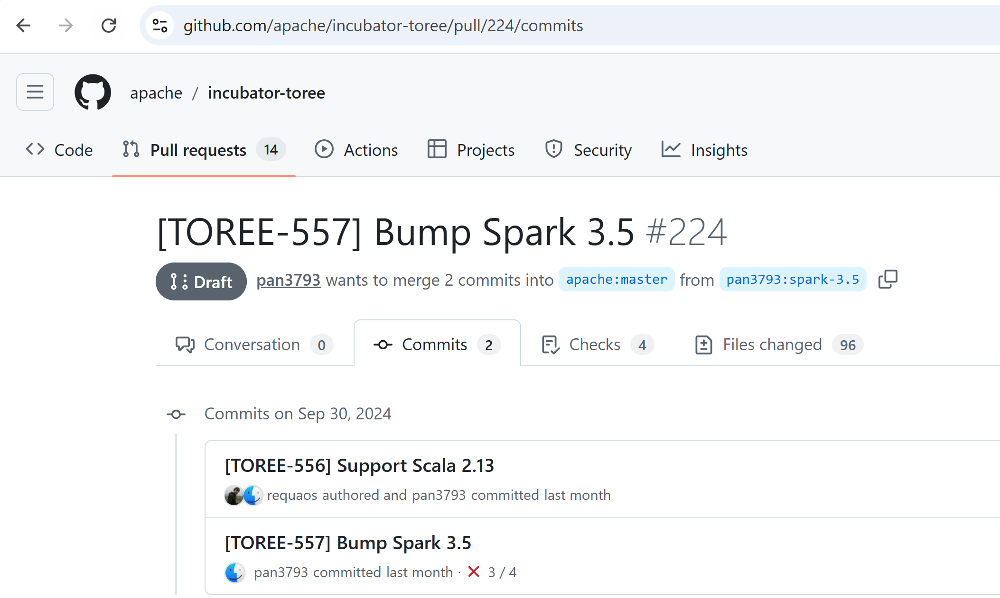 github.com/apache/incubator-toree/pull/224/commits
apache / incubator-toree
Code Pull requests 14 Actions Projects Security Insights
[TOREE-557] Bump Spark 3.5 #224
Draft pan3793 wants to merge 2 commits into apache:master from pan3793:spark-3.5
Conversation 0 Commits 2 Checks 4 Files changed 96
Commits on Sep 30, 2024
[TOREE-556] Support Scala 2.13
requaos authored and pan3793 committed last month
[TOREE-557] Bump Spark 3.5
pan3793 committed last month · 3 / 4